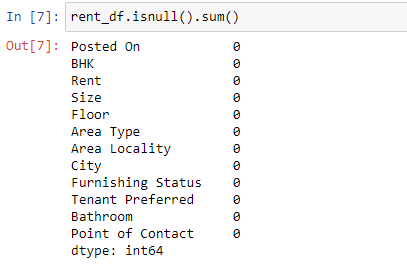 In [7]: rent_df.isnull().sum()
Out[7]: Posted On 0
BHK 0
Rent 0
Size 0
Floor 0
Area Type 0
Area Locality 0
City 0
Furnishing Status 0
Tenant Preferred 0
Bathroom 0
Point of Contact 0
dtype: int64